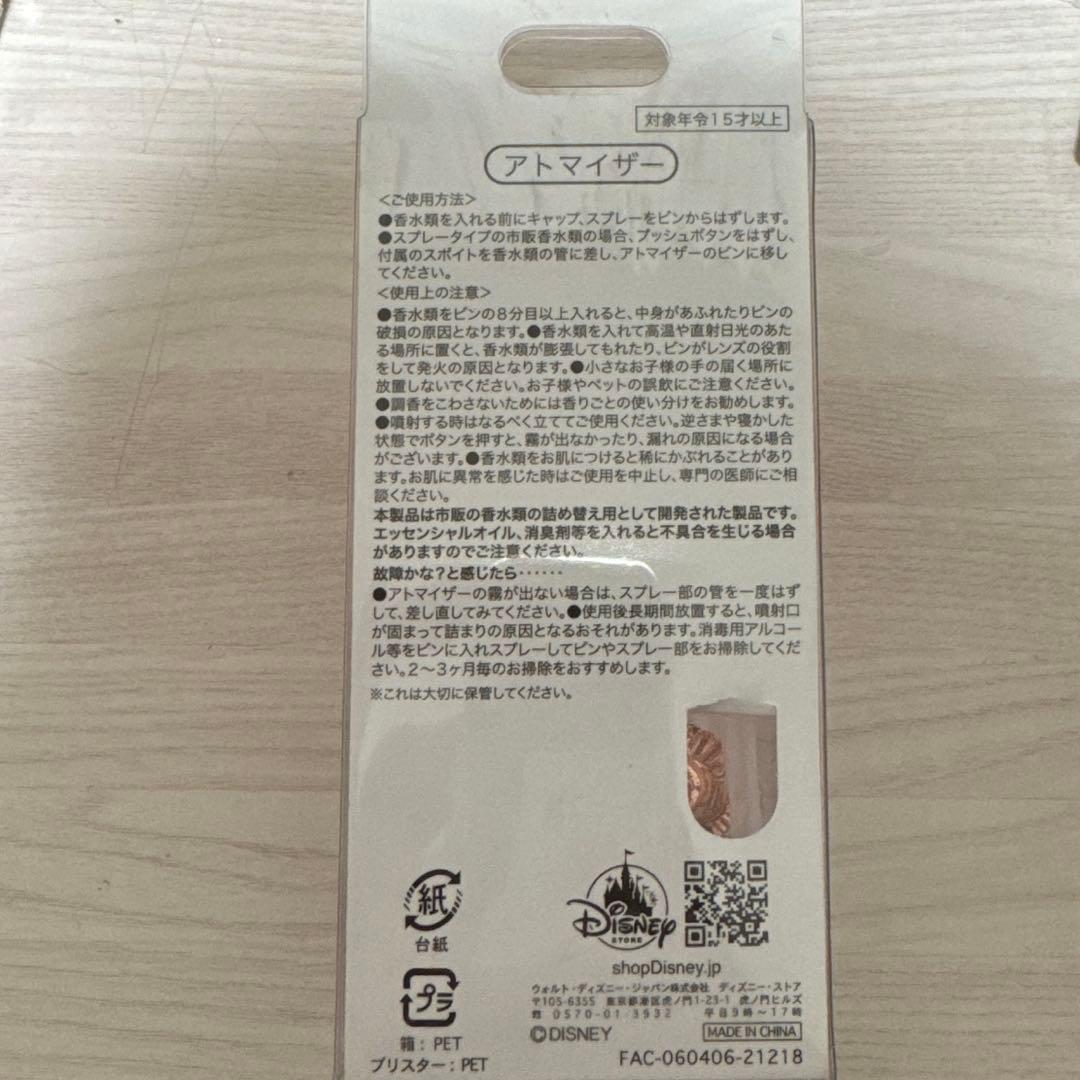 対象年令15才以上
アトマイザー
<ご使用方法>
●香水類を入れる前にキャップ、スプレーをビンからはずします。
●スプレータイプの市販香水類の場合、プッシュボタンをはずし、
付属のスポイトを香水類の管に差し、アトマイザーのビンに移し
てください。
<使用上の注意>
●香水類をビンの8分目以上入れると、中身があふれたりビンの
破損の原因となります。●香水類を入れて高温や直射日光のあた
る場所に置くと、香水類が膨張してもれたり、ビンがレンズの役割
をして発火の原因となります。●小さなお子様の手の届く場所に
放置しないでください。お子様やペットの誤飲にご注意ください。
●調香をこわさないためには香りごとの使い分けをお勧めします。
●噴射する時はなるべく立ててご使用ください。逆さまや寝かした
状態でボタンを押すと、霧が出なかったり、漏れの原因になる場合
がございます。●香水類をお肌につけると稀にかぶれることがあり
ます。お肌に異常を感じた時はご使用を中止し、専門の医師にご相
談ください。
本製品は市販の香水類の詰め替え用として開発された製品です。
エッセンシャルオイル、消臭剤等を入れると不具合を生じる場合
がありますのでご注意ください。
故障かな?と感じたら‥‥‥
●アトマイザーの霧が出ない場合は、スプレー部の管を一度はず
して、差し直してみてください。●使用後長期間放置すると、噴射口
が固まって詰まりの原因となるおそれがあります。消毒用アルコー
ル等をビンに入れスプレーしてビンやスプレー部をお掃除してくだ
さい。2〜3ヶ月毎のお掃除をおすすめします。
※これは大切に保管してください。
紙
台紙
プラ
箱:PET
ブリスター:PET
Disney
STORE
shopDisney.jp
ウォルト・ディズニー・ジャパン株式会社 ディズニー・ストア
〒105-6355 東京都港区虎ノ門1-23-1 虎ノ門ヒルズ
0570-01-3932 平日9時〜17時
©DISNEY MADE IN CHINA
FAC-060406-21218